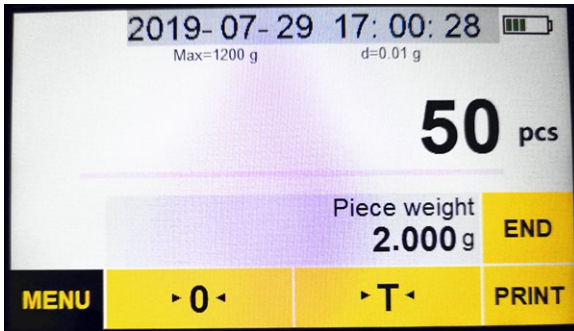 2019-07-29 17:00:28
Max=1200 g d=0.01 g
50 pcs
Piece weight
2.000 g
END
MENU ▸0◂ ▸T◂ PRINT